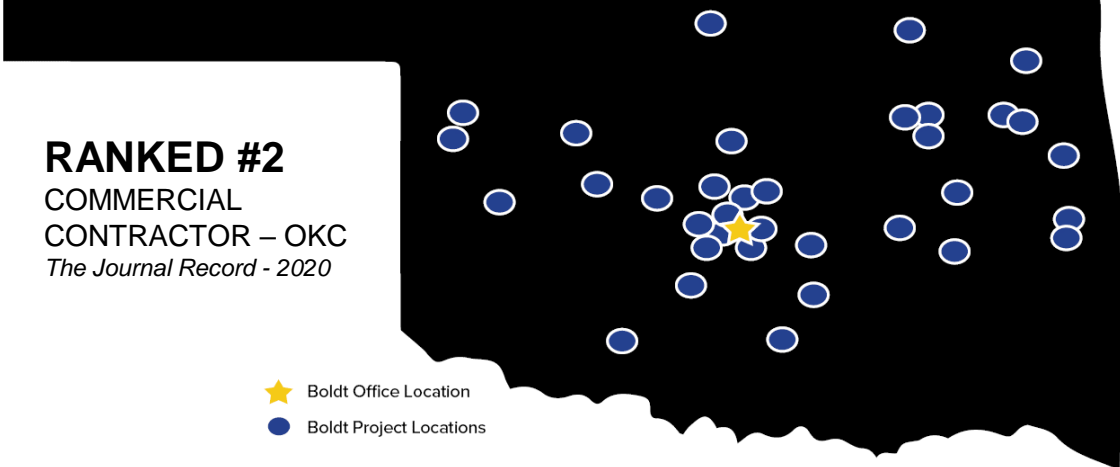 RANKED #2
COMMERCIAL
CONTRACTOR – OKC
The Journal Record - 2020
Boldt Office Location
Boldt Project Locations